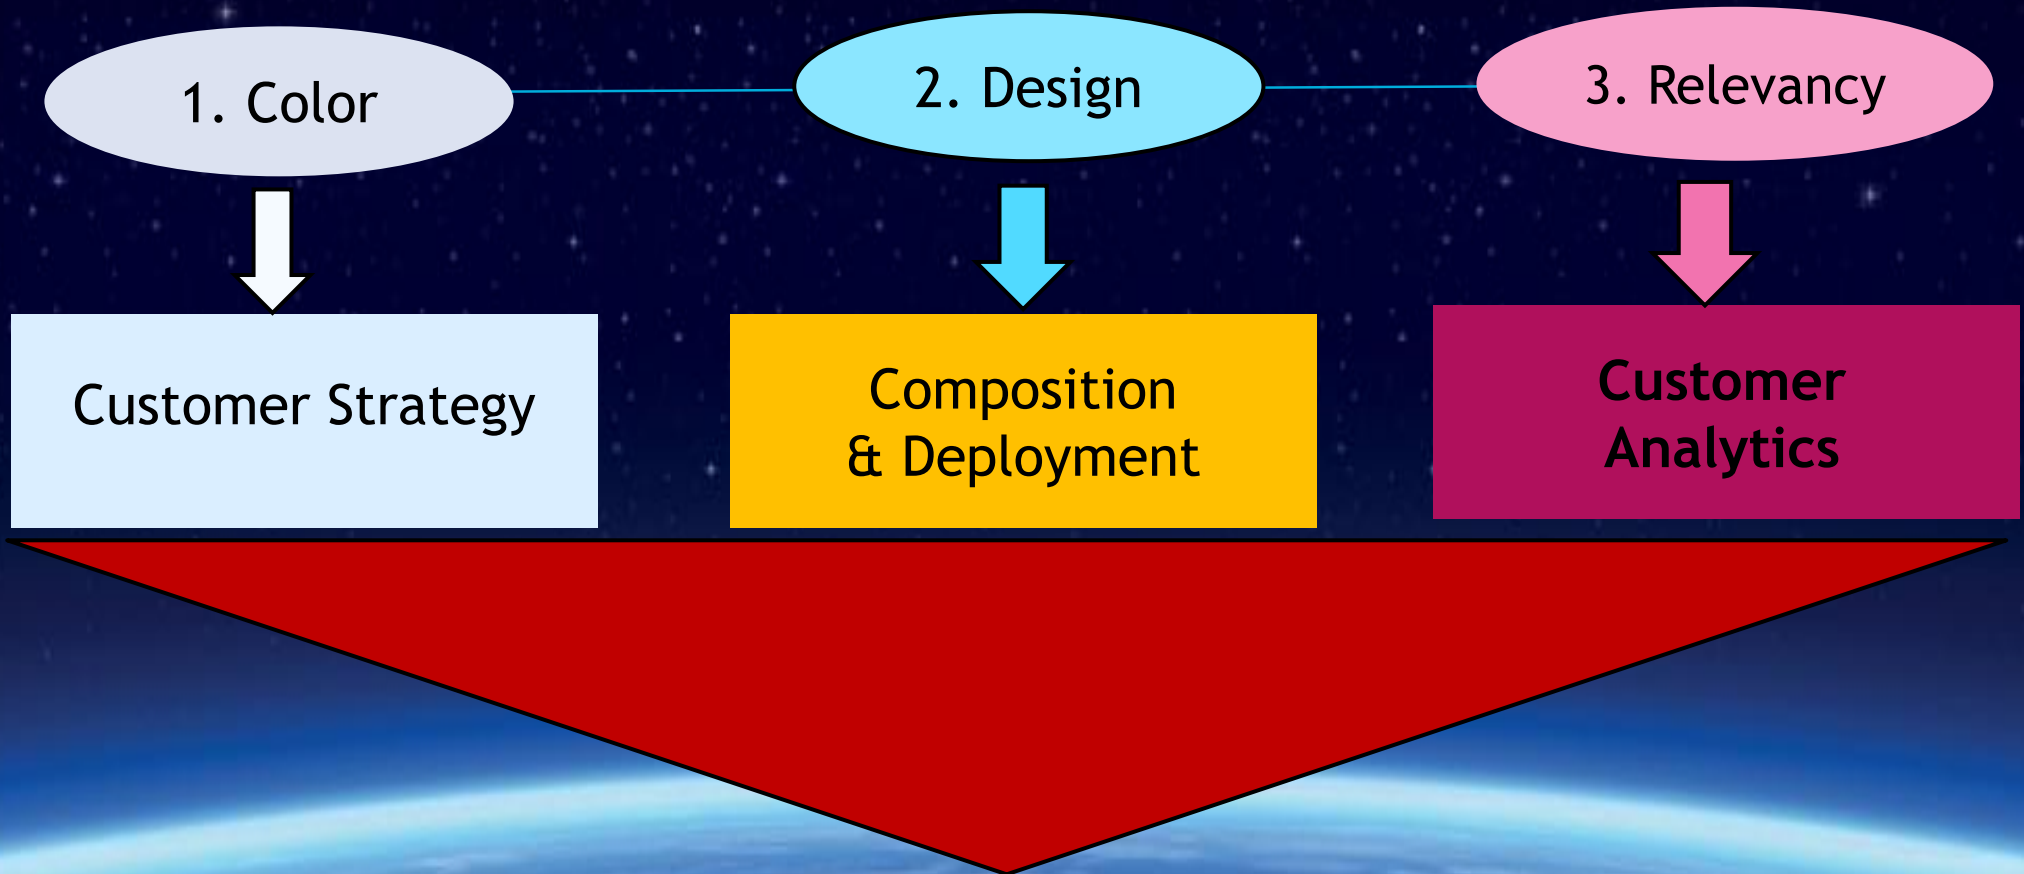 1. Color
2. Design
3. Relevancy
Customer Strategy
Composition
& Deployment
Customer
Analytics